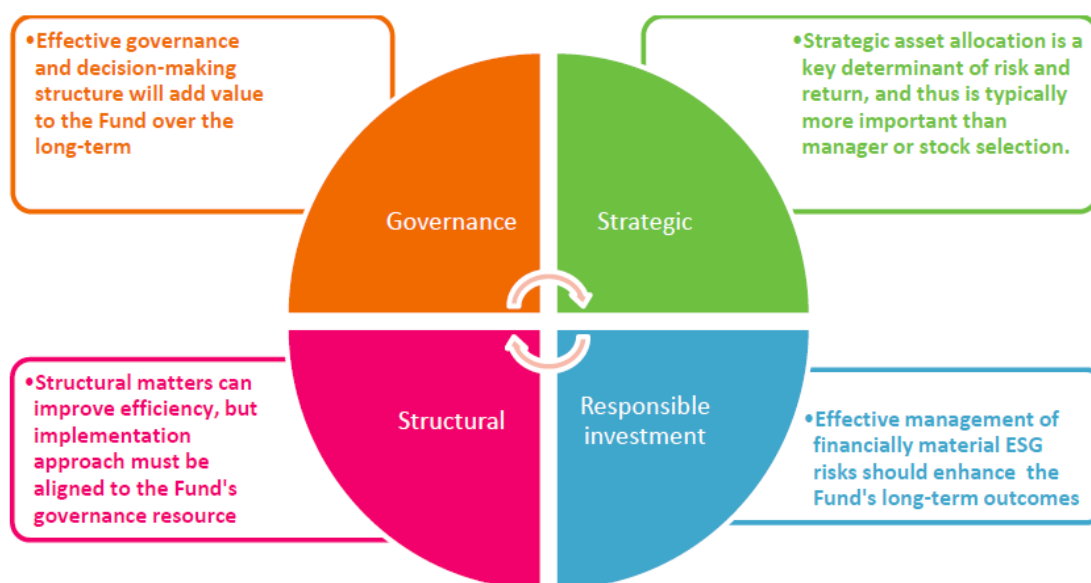 •Effective governance
and decision-making
structure will add value
to the Fund over the
long-term
•Strategic asset allocation is a
key determinant of risk and
return, and thus is typically
more important than
manager or stock selection.
Governance
Strategic
•Structural matters can
improve efficiency, but
implementation
approach must be
aligned to the Fund's
governance resource
Structural
Responsible
investment
•Effective management of
financially material ESG
risks should enhance the
Fund's long-term outcomes